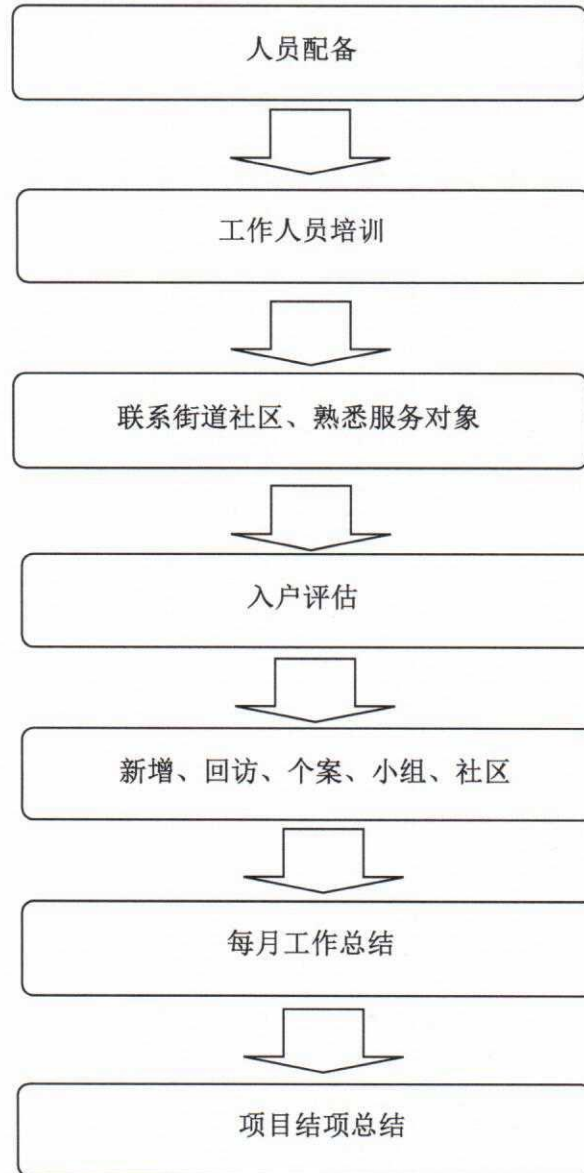 人员配备
工作人员培训
联系街道社区、熟悉服务对象
入户评估
新增、回访、个案、小组、社区
每月工作总结
项目结项总结